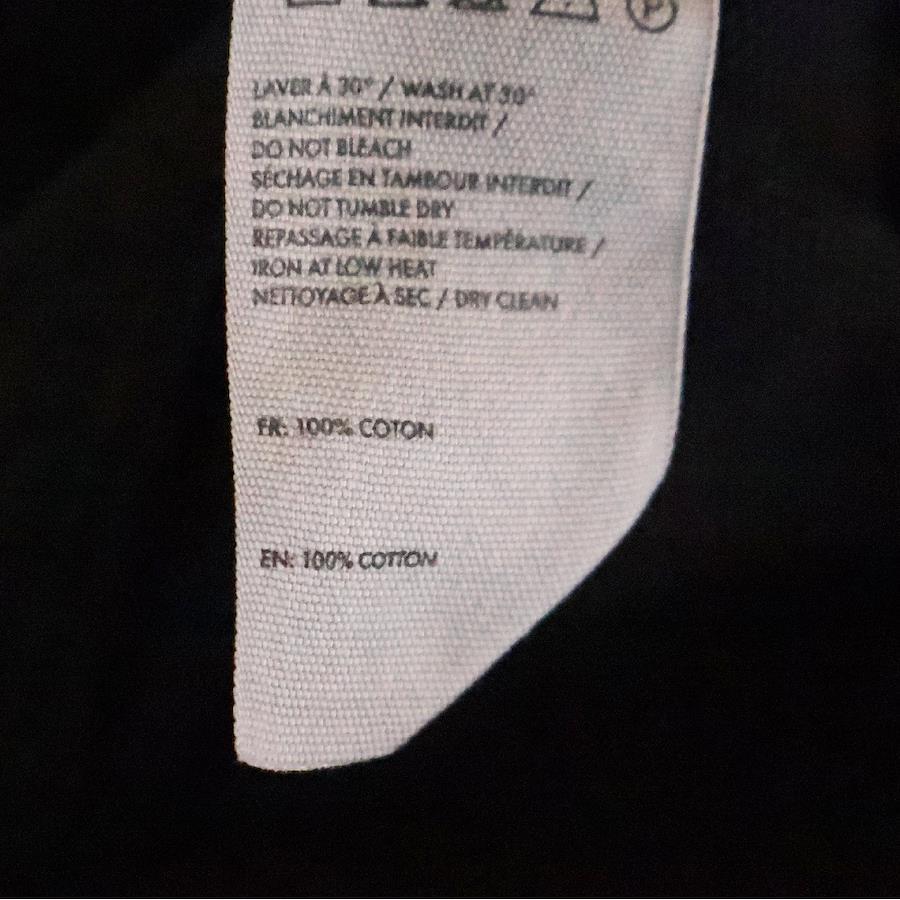 P
LAVER À 30° / WASH AT 30°
BLANCHIMENT INTERDIT /
DO NOT BLEACH
SÉCHAGE EN TAMBOUR INTERDIT /
DO NOT TUMBLE DRY
REPASSAGE À FAIBLE TEMPÉRATURE /
IRON AT LOW HEAT
NETTOYAGE À SEC / DRY CLEAN
FR: 100% COTON
EN: 100% COTTON